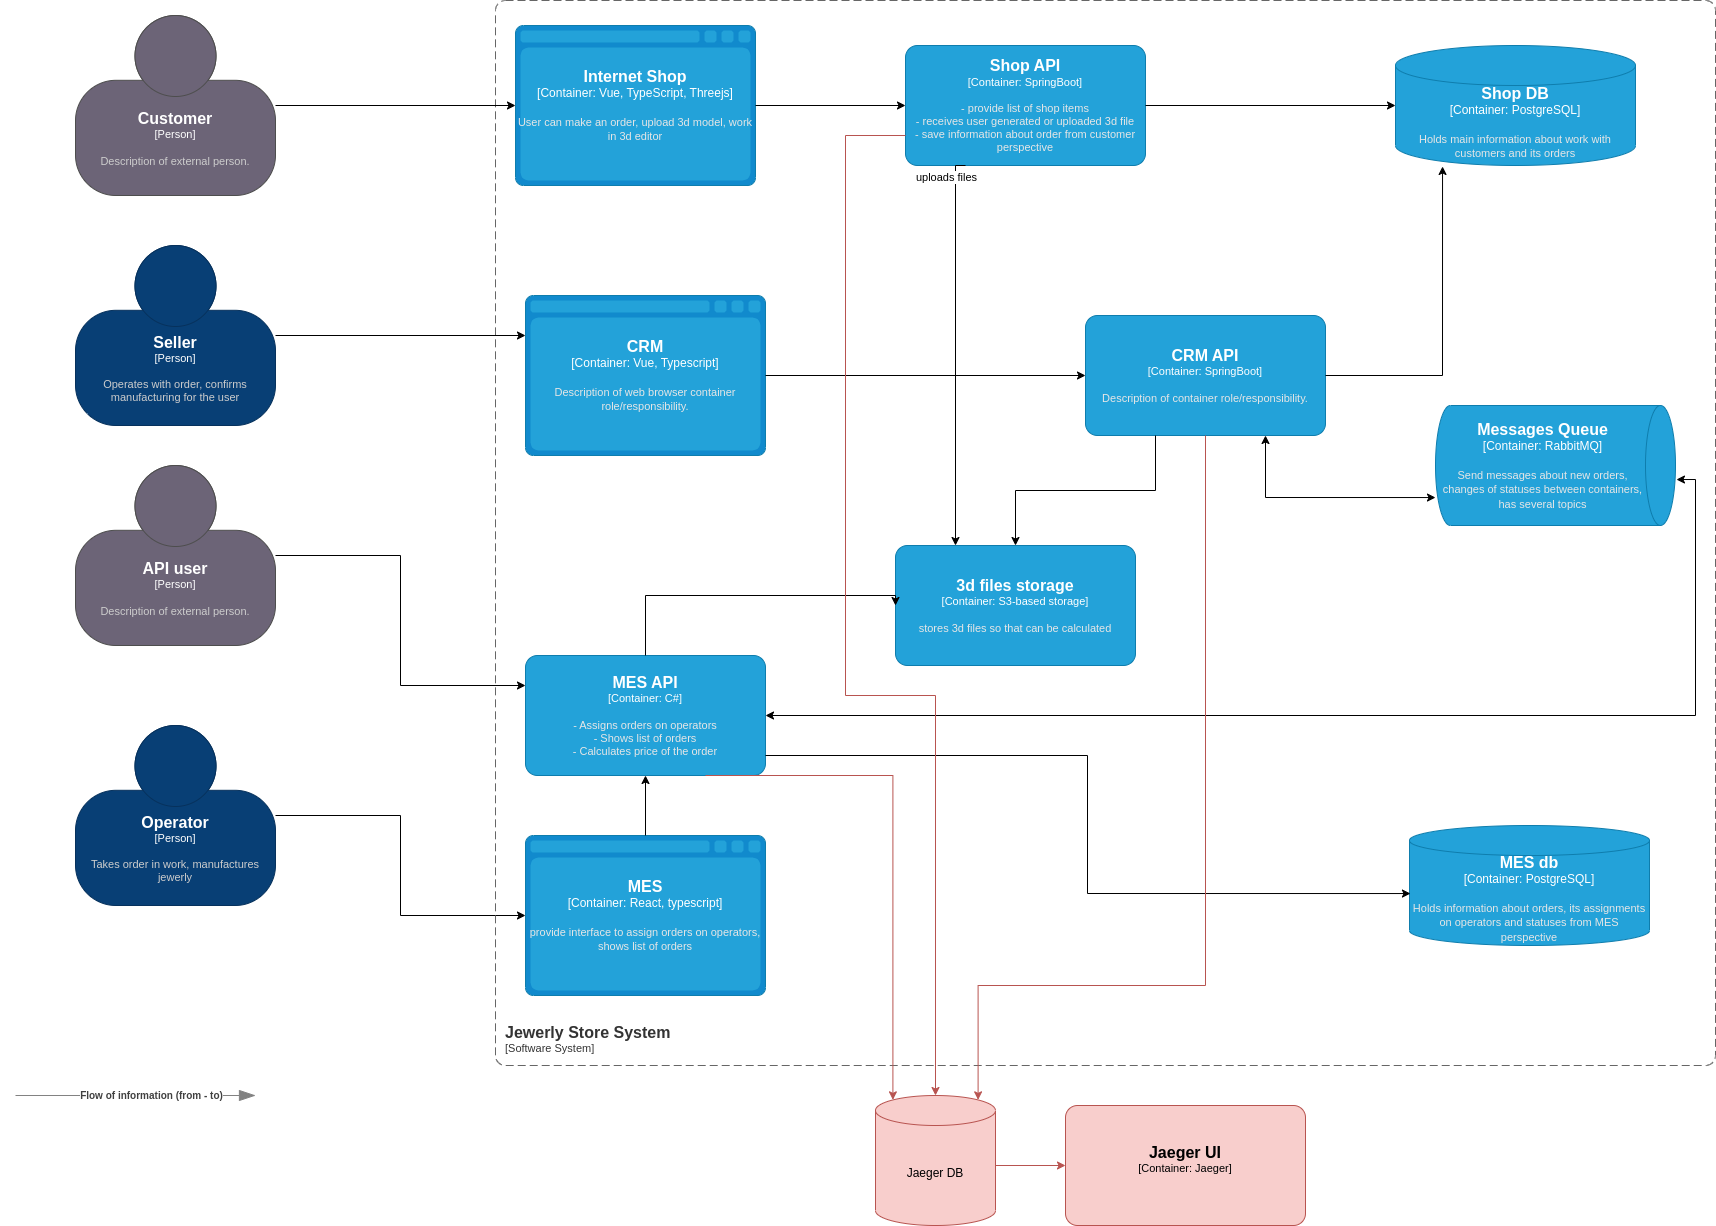 Customer
[Person]
Description of external person.
Internet Shop
[Container: Vue, TypeScript, Threejs]
User can make an order, upload 3d model, work
in 3d editor
Shop API
[Container: SpringBoot]
- provide list of shop items
- receives user generated or uploaded 3d file
- save information about order from customer
perspective
uploads files
Shop DB
[Container: PostgreSQL]
Holds main information about work with
customers and its orders
Seller
[Person]
Operates with order, confirms
manufacturing for the user
CRM
[Container: Vue, Typescript]
Description of web browser container
role/responsibility.
CRM API
[Container: SpringBoot]
Description of container role/responsibility.
Messages Queue
[Container: RabbitMQ]
Send messages about new orders,
changes of statuses between containers,
has several topics
API user
[Person]
Description of external person.
3d files storage
[Container: S3-based storage]
stores 3d files so that can be calculated
MES API
[Container: C#]
- Assigns orders on operators
- Shows list of orders
- Calculates price of the order
Operator
[Person]
Takes order in work, manufactures
jewerly
MES
[Container: React, typescript]
provide interface to assign orders on operators,
shows list of orders
MES db
[Container: PostgreSQL]
Holds information about orders, its assignments
on operators and statuses from MES
perspective
Jewerly Store System
[Software System]
Flow of information (from - to)
Jaeger DB
Jaeger UI
[Container: Jaeger]